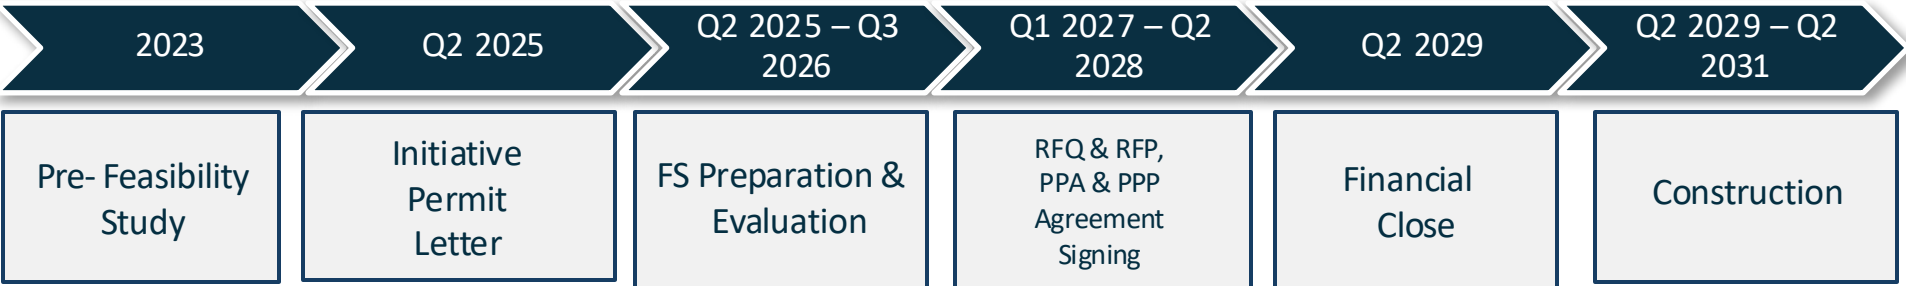 2023
Q2 2025
Q2 2025 – Q3
2026
Q1 2027 – Q2
2028
Q2 2029
Q2 2029 – Q2
2031
Pre- Feasibility
Study
Initiative
Permit
Letter
FS Preparation &
Evaluation
RFQ & RFP,
PPA & PPP
Agreement
Signing
Financial
Close
Construction